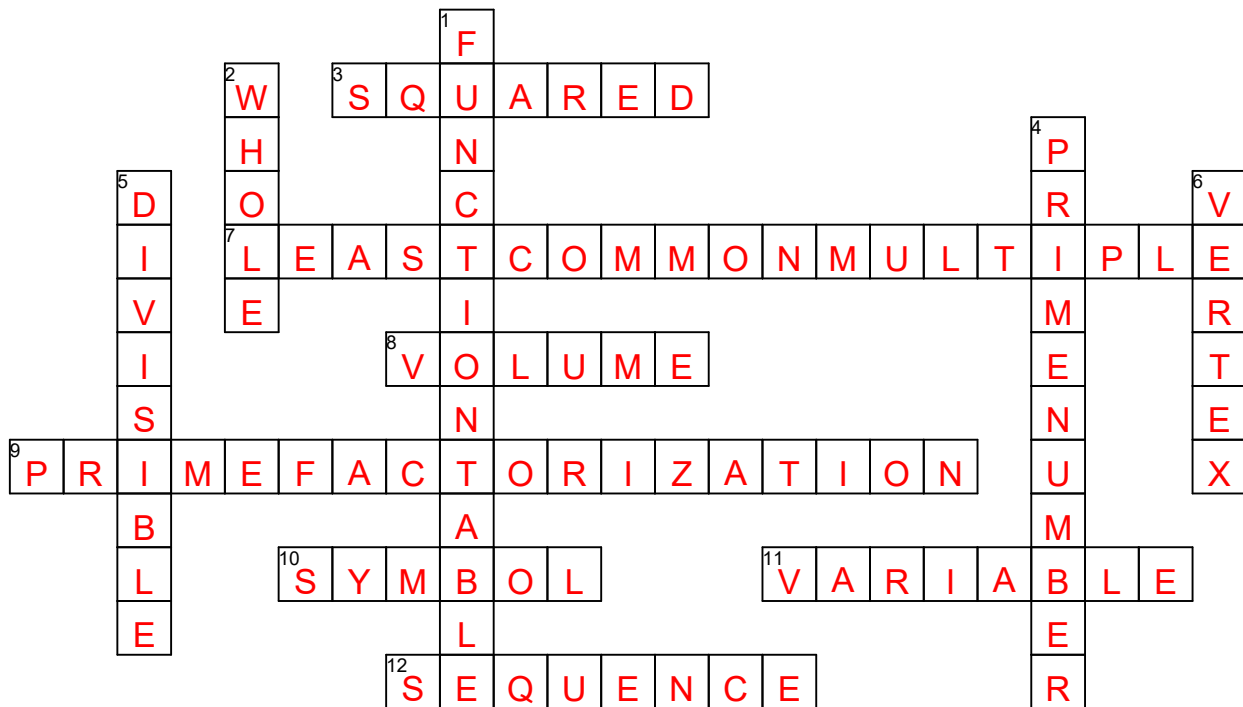 1 F
2 W 3 S Q U A R E D
H N 4 P
5 D O C R 6 V
I 7 L E A S T C O M M O N M U L T I P L E
V E I M R
I 8 V O L U M E E T
S N N E
9 P R I M E F A C T O R I Z A T I O N U X
B A M
L 10 S Y M B O L 11 V A R I A B L E
E L E
12 S E Q U E N C E R